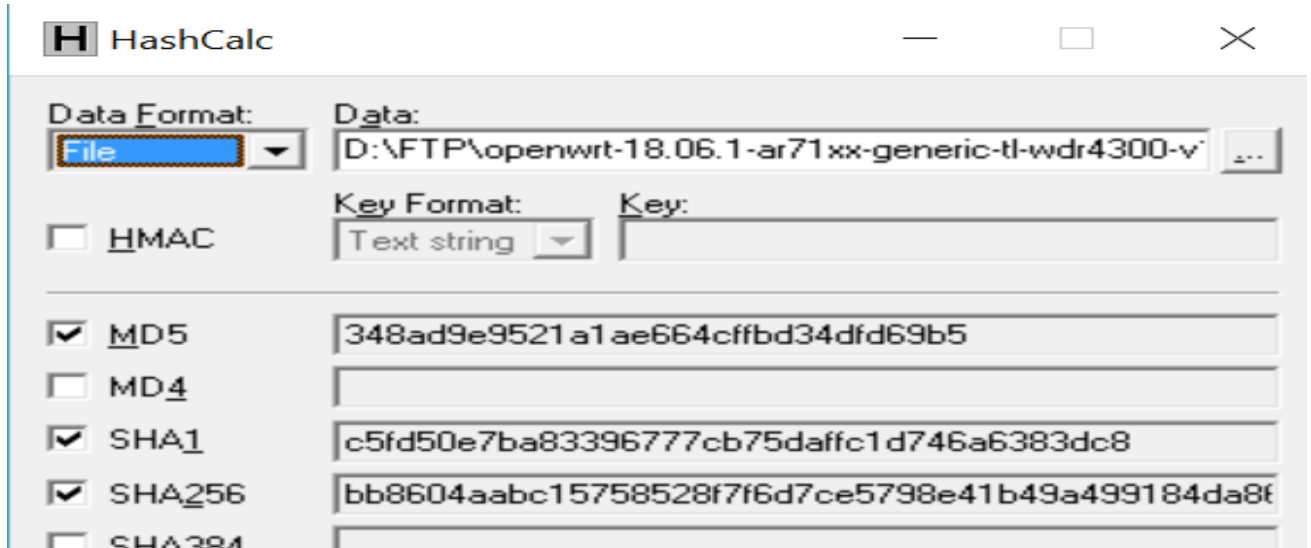 H HashCalc
Data Format: Data:
File D:\FTP\openwrt-18.06.1-ar71xx-generic-tl-wdr4300-v ...
Key Format: Key:
HMAC Text string
MD5 348ad9e9521a1ae664cffbd34dfd69b5
MD4
SHA1 c5fd50e7ba83396777cb75daffc1d746a6383dc8
SHA256 bb8604aabc15758528f7f6d7ce5798e41b49a499184da8
SHA384